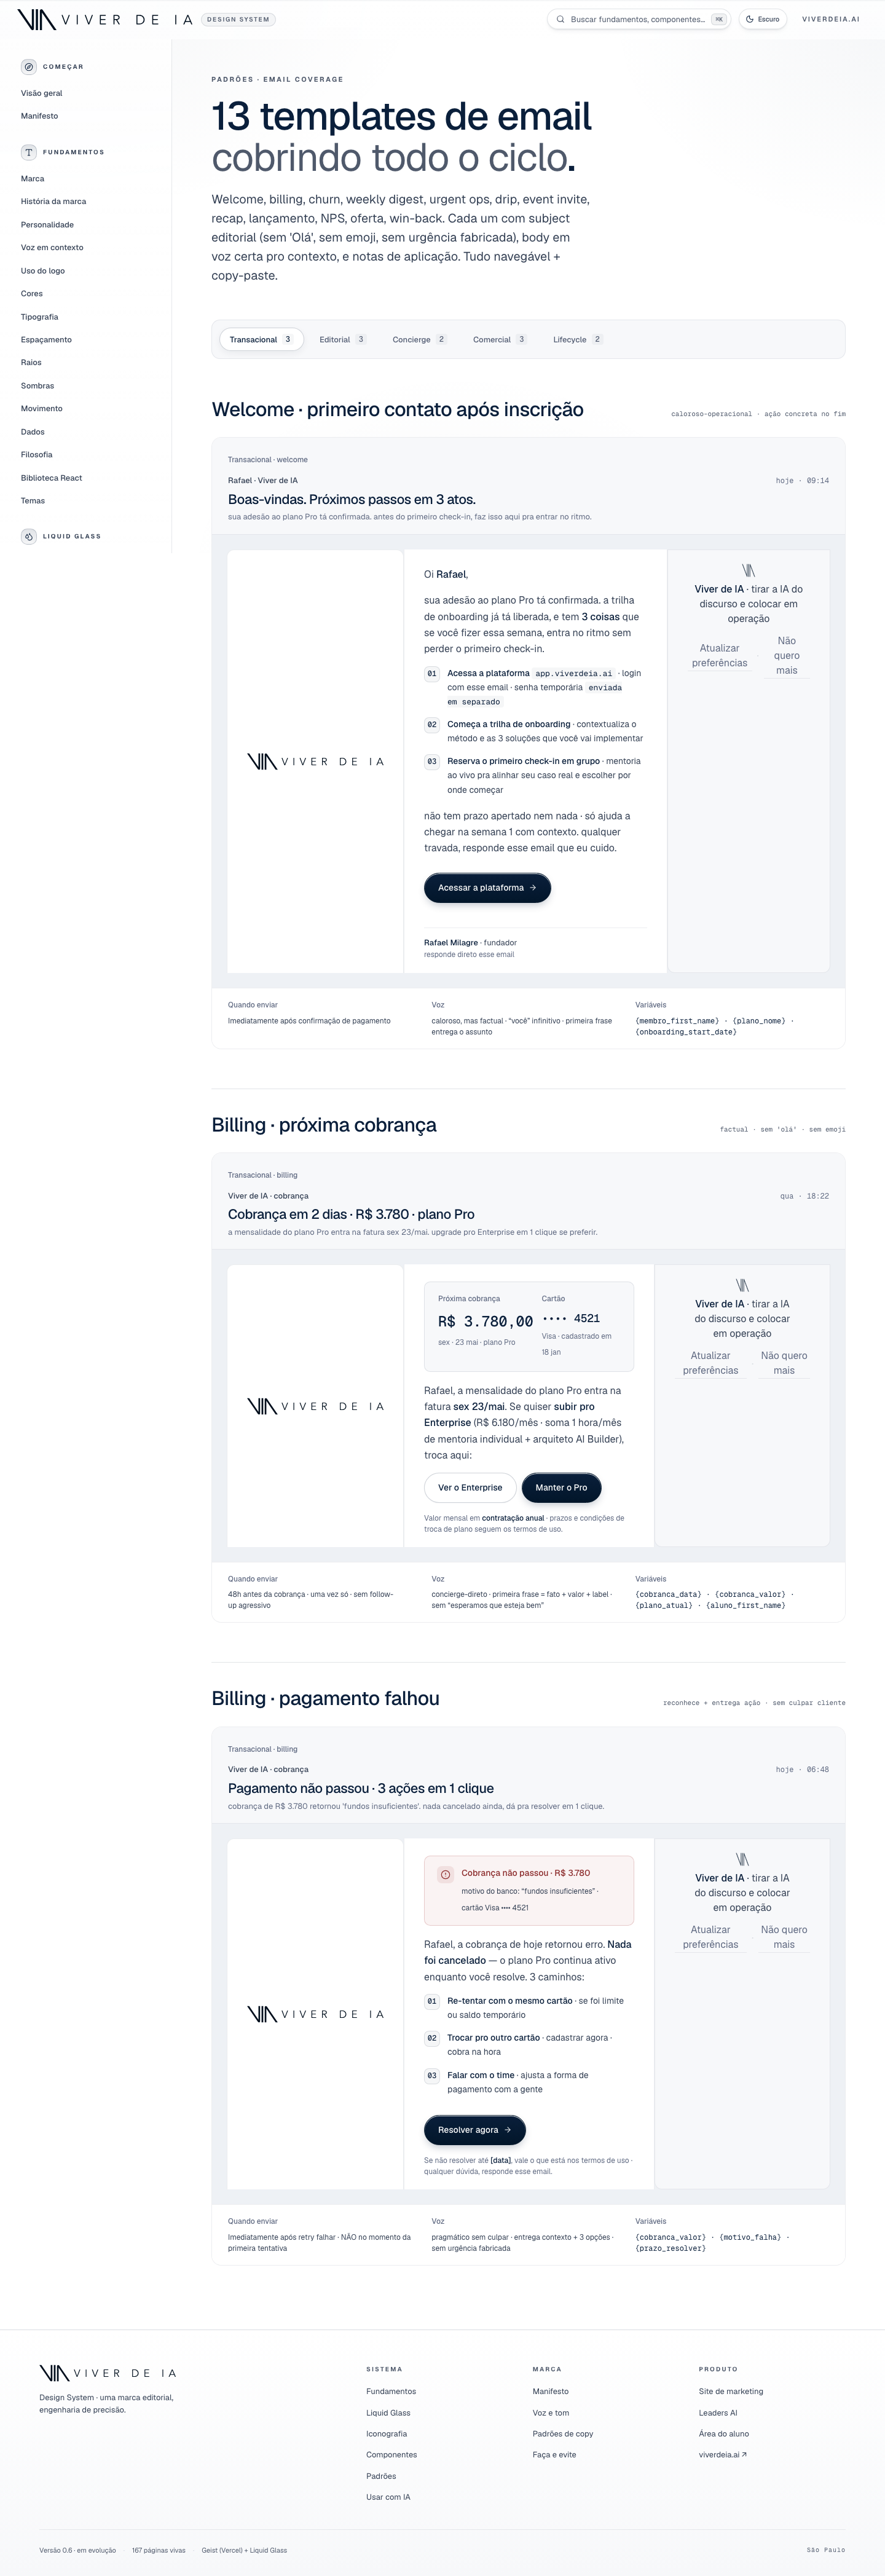 VIVER DE IA
DESIGN SYSTEM
Buscar fundamentos, componentes…
⌘K
Escuro
VIVERDEIA.AI
COMEÇAR
Visão geral
Manifesto
FUNDAMENTOS
Marca
História da marca
Personalidade
Voz em contexto
Uso do logo
Cores
Tipografia
Espaçamento
Raios
Sombras
Movimento
Dados
Filosofia
Biblioteca React
Temas
LIQUID GLASS
PADRÕES · EMAIL COVERAGE
13 templates de email
cobrindo todo o ciclo.
Welcome, billing, churn, weekly digest, urgent ops, drip, event invite,
recap, lançamento, NPS, oferta, win-back. Cada um com subject
editorial (sem 'Olá', sem emoji, sem urgência fabricada), body em
voz certa pro contexto, e notas de aplicação. Tudo navegável +
copy-paste.
Transacional 3
Editorial 3
Concierge 2
Comercial 3
Lifecycle 2
Welcome · primeiro contato após inscrição
caloroso-operacional · ação concreta no fim
Transacional · welcome
Rafael · Viver de IA
hoje · 09:14
Boas-vindas. Próximos passos em 3 atos.
sua adesão ao plano Pro tá confirmada. antes do primeiro check-in, faz isso aqui pra entrar no ritmo.
VIVER DE IA
Oi Rafael,
sua adesão ao plano Pro tá confirmada. a trilha
de onboarding já tá liberada, e tem 3 coisas que
se você fizer essa semana, entra no ritmo sem
perder o primeiro check-in.
01
Acessa a plataforma app.viverdeia.ai · login
com esse email · senha temporária enviada
em separado
02
Começa a trilha de onboarding · contextualiza o
método e as 3 soluções que você vai implementar
03
Reserva o primeiro check-in em grupo · mentoria
ao vivo pra alinhar seu caso real e escolher por
onde começar
não tem prazo apertado nem nada · só ajuda a
chegar na semana 1 com contexto. qualquer
travada, responde esse email que eu cuido.
Acessar a plataforma →
Rafael Milagre · fundador
responde direto esse email
Viver de IA · tirar a IA do
discurso e colocar em
operação
Atualizar
preferências
·
Não
quero
mais
Quando enviar
Imediatamente após confirmação de pagamento
Voz
caloroso, mas factual · "você" infinitivo · primeira frase
entrega o assunto
Variáveis
{membro_first_name} · {plano_nome} ·
{onboarding_start_date}
Billing · próxima cobrança
factual · sem 'olá' · sem emoji
Transacional · billing
Viver de IA · cobrança
qua · 18:22
Cobrança em 2 dias · R$ 3.780 · plano Pro
a mensalidade do plano Pro entra na fatura sex 23/mai. upgrade pro Enterprise em 1 clique se preferir.
VIVER DE IA
Próxima cobrança
R$ 3.780,00
sex · 23 mai · plano Pro
Cartão
•••• 4521
Visa · cadastrado em
18 jan
Rafael, a mensalidade do plano Pro entra na
fatura sex 23/mai. Se quiser subir pro
Enterprise (R$ 6.180/mês · soma 1 hora/mês
de mentoria individual + arquiteto AI Builder),
troca aqui:
Ver o Enterprise
Manter o Pro
Valor mensal em contratação anual · prazos e condições de
troca de plano seguem os termos de uso.
Viver de IA · tirar a IA
do discurso e colocar
em operação
Atualizar
preferências
·
Não quero
mais
Quando enviar
48h antes da cobrança · uma vez só · sem follow-
up agressivo
Voz
concierge-direto · primeira frase = fato + valor + label ·
sem "esperamos que esteja bem"
Variáveis
{cobranca_data} · {cobranca_valor} ·
{plano_atual} · {aluno_first_name}
Billing · pagamento falhou
reconhece + entrega ação · sem culpar cliente
Transacional · billing
Viver de IA · cobrança
hoje · 06:48
Pagamento não passou · 3 ações em 1 clique
cobrança de R$ 3.780 retornou 'fundos insuficientes'. nada cancelado ainda, dá pra resolver em 1 clique.
VIVER DE IA
Cobrança não passou · R$ 3.780
motivo do banco: "fundos insuficientes" ·
cartão Visa •••• 4521
Rafael, a cobrança de hoje retornou erro. Nada
foi cancelado — o plano Pro continua ativo
enquanto você resolve. 3 caminhos:
01
Re-tentar com o mesmo cartão · se foi limite
ou saldo temporário
02
Trocar pro outro cartão · cadastrar agora ·
cobra na hora
03
Falar com o time · ajusta a forma de
pagamento com a gente
Resolver agora →
Se não resolver até [data], vale o que está nos termos de uso ·
qualquer dúvida, responde esse email.
Viver de IA · tirar a IA
do discurso e colocar
em operação
Atualizar
preferências
·
Não quero
mais
Quando enviar
Imediatamente após retry falhar · NÃO no momento da
primeira tentativa
Voz
pragmático sem culpar · entrega contexto + 3 opções ·
sem urgência fabricada
Variáveis
{cobranca_valor} · {motivo_falha} ·
{prazo_resolver}
VIVER DE IA
Design System · uma marca editorial,
engenharia de precisão.
SISTEMA
Fundamentos
Liquid Glass
Iconografia
Componentes
Padrões
Usar com IA
MARCA
Manifesto
Voz e tom
Padrões de copy
Faça e evite
PRODUTO
Site de marketing
Leaders AI
Área do aluno
viverdeia.ai ↗
Versão 0.6 · em evolução
167 páginas vivas
Geist (Vercel) + Liquid Glass
São Paulo